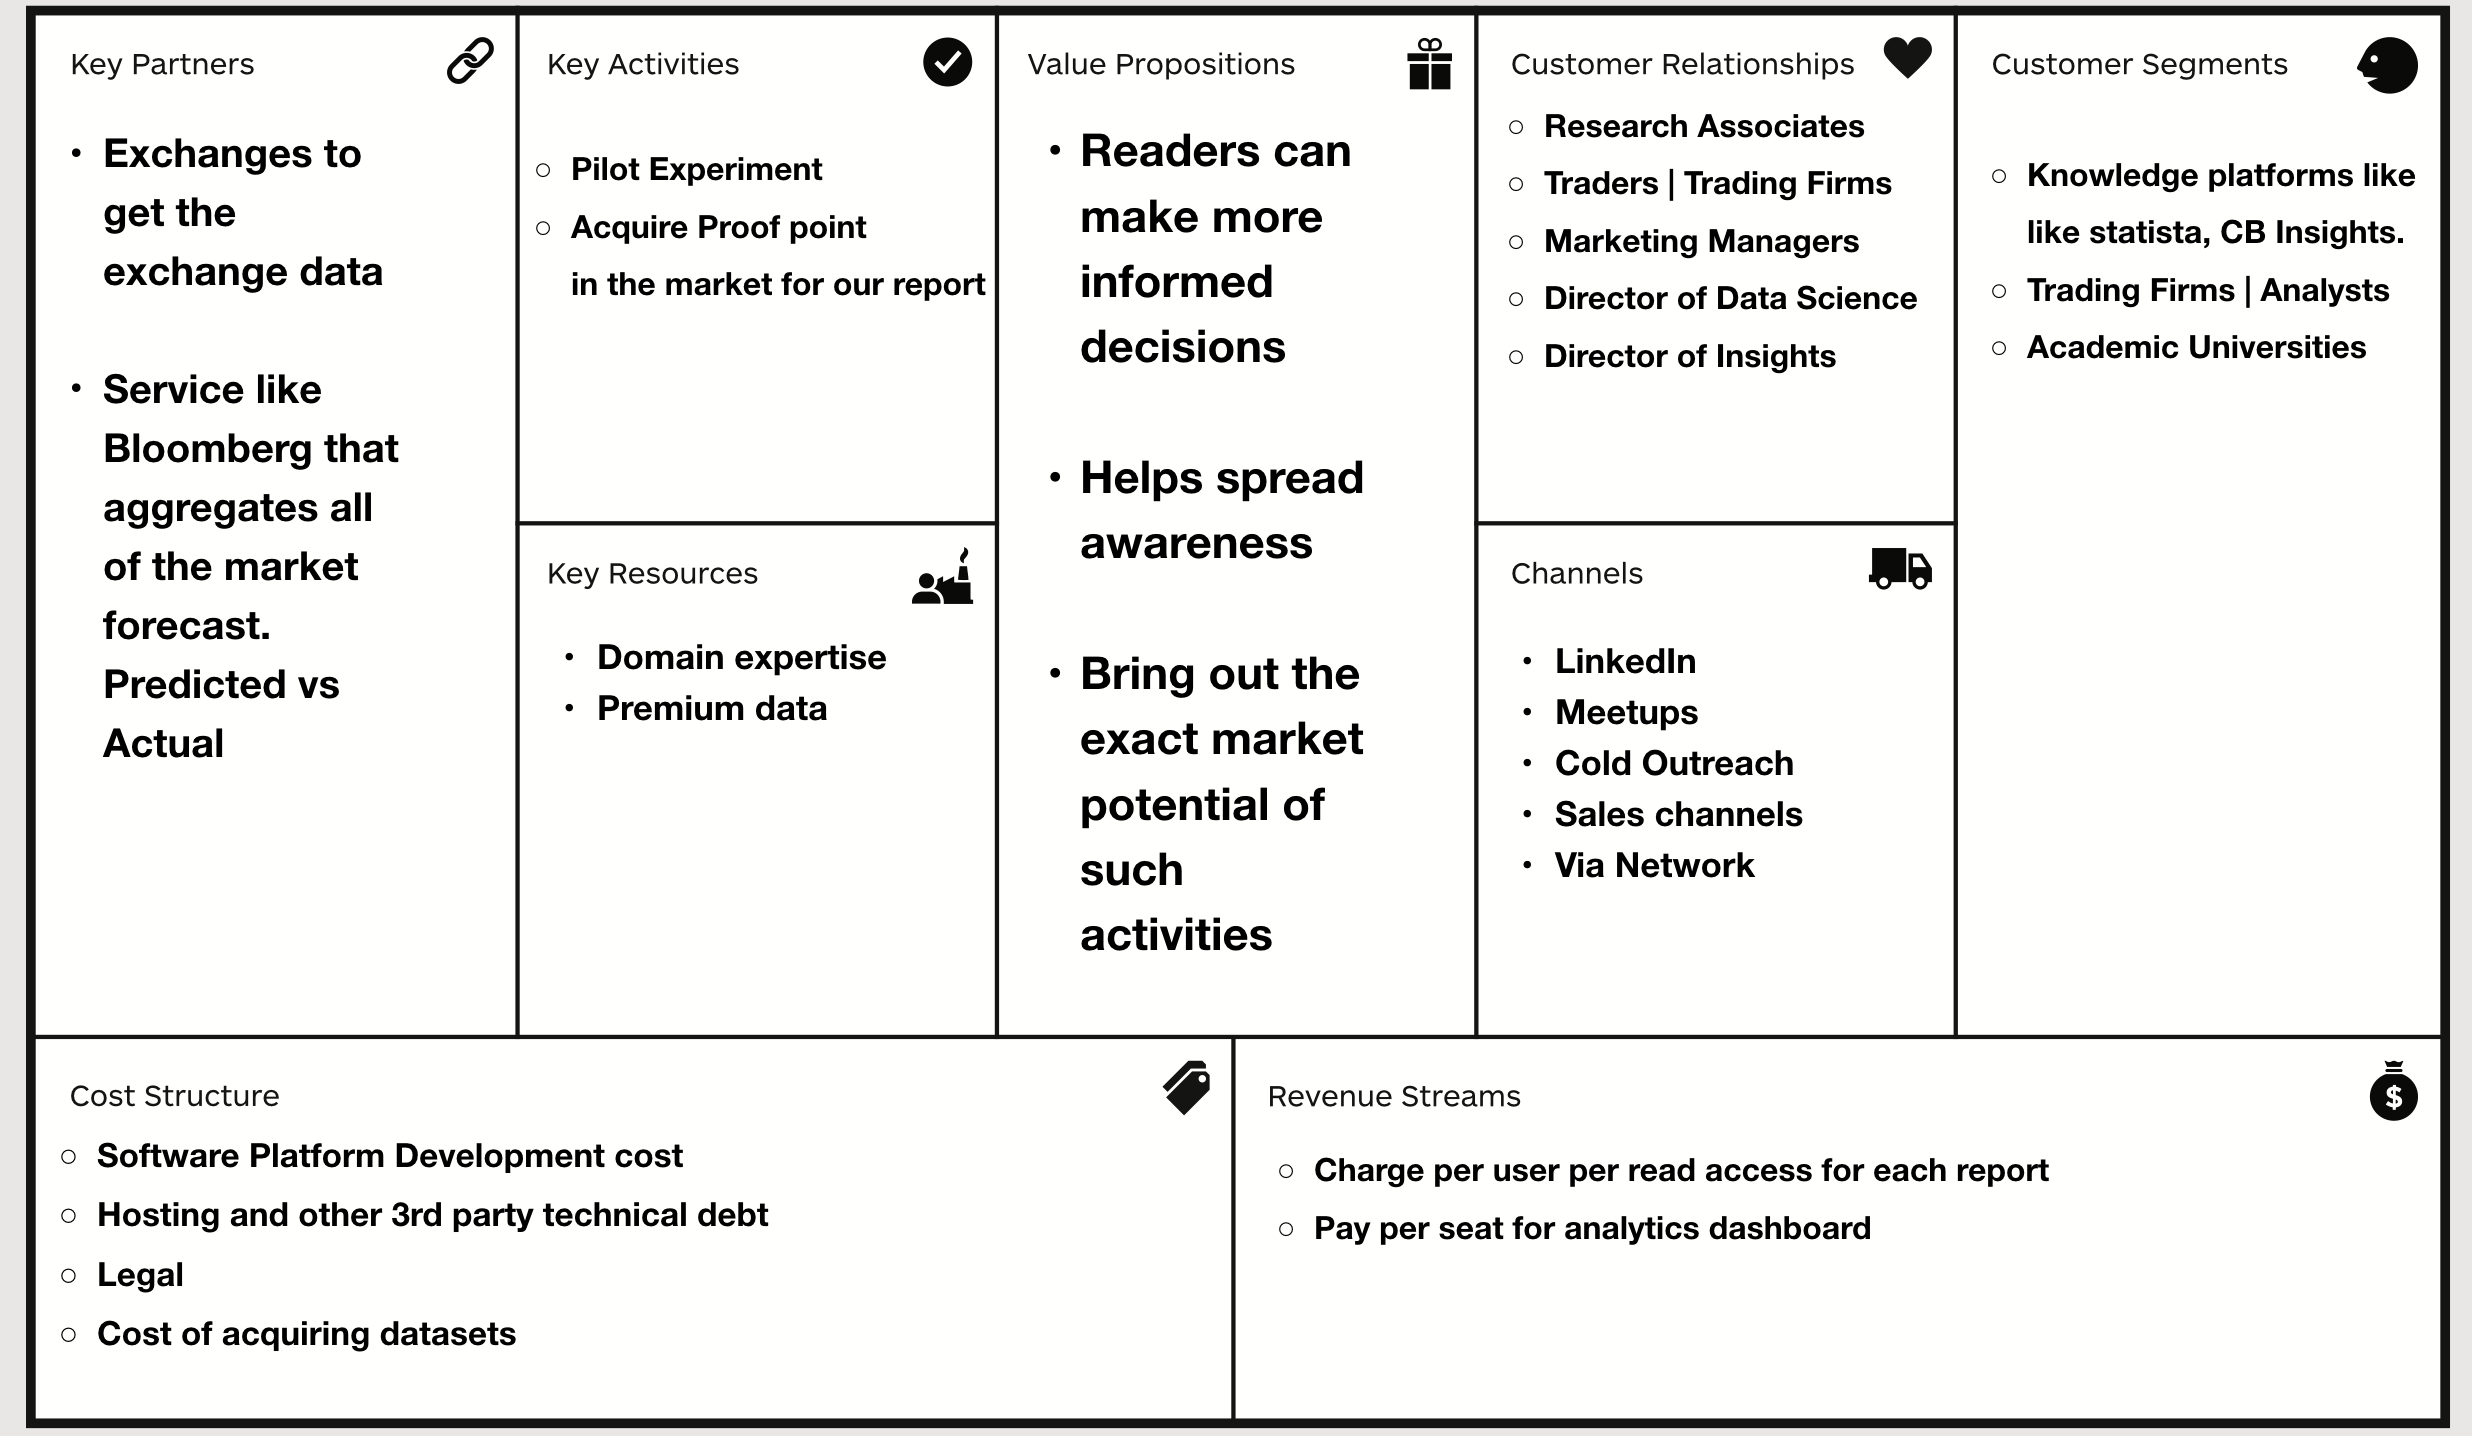 Key Partners
• Exchanges to
get the
exchange data
• Service like
Bloomberg that
aggregates all
of the market
forecast.
Predicted vs
Actual
Key Activities
○ Pilot Experiment
○ Acquire Proof point
in the market for our report
Key Resources
• Domain expertise
• Premium data
Value Propositions
• Readers can
make more
informed
decisions
• Helps spread
awareness
• Bring out the
exact market
potential of
such
activities
Customer Relationships
○ Research Associates
○ Traders | Trading Firms
○ Marketing Managers
○ Director of Data Science
○ Director of Insights
Channels
• LinkedIn
• Meetups
• Cold Outreach
• Sales channels
• Via Network
Customer Segments
○ Knowledge platforms like
like statista, CB Insights.
○ Trading Firms | Analysts
○ Academic Universities
Cost Structure
○ Software Platform Development cost
○ Hosting and other 3rd party technical debt
○ Legal
○ Cost of acquiring datasets
Revenue Streams
$
○ Charge per user per read access for each report
○ Pay per seat for analytics dashboard